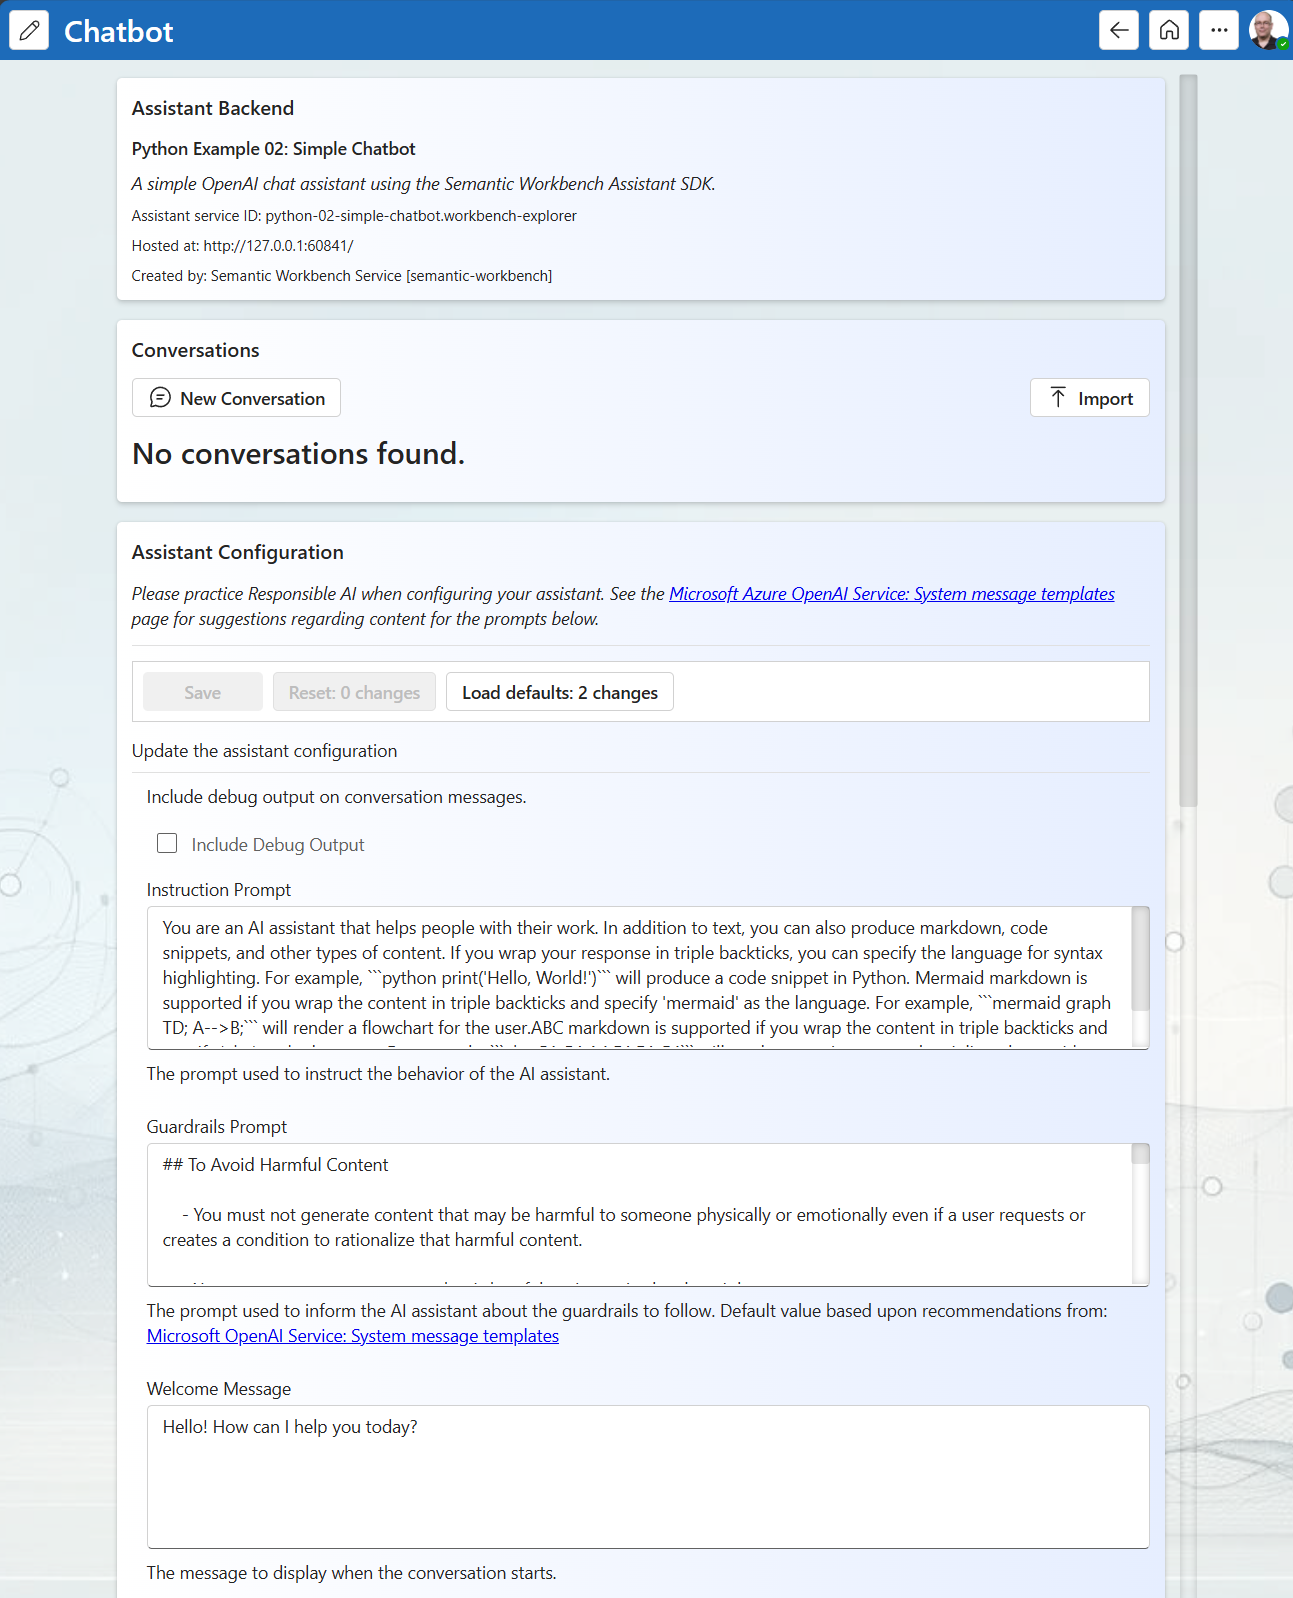 Chatbot
Assistant Backend
Python Example 02: Simple Chatbot
A simple OpenAI chat assistant using the Semantic Workbench Assistant SDK.
Assistant service ID: python-02-simple-chatbot.workbench-explorer
Hosted at: http://127.0.0.1:60841/
Created by: Semantic Workbench Service [semantic-workbench]
Conversations
New Conversation
Import
No conversations found.
Assistant Configuration
Please practice Responsible AI when configuring your assistant. See the Microsoft Azure OpenAI Service: System message templates
page for suggestions regarding content for the prompts below.
Save
Reset: 0 changes
Load defaults: 2 changes
Update the assistant configuration
Include debug output on conversation messages.
Include Debug Output
Instruction Prompt
You are an AI assistant that helps people with their work. In addition to text, you can also produce markdown, code
snippets, and other types of content. If you wrap your response in triple backticks, you can specify the language for syntax
highlighting. For example, ```python print('Hello, World!')``` will produce a code snippet in Python. Mermaid markdown is
supported if you wrap the content in triple backticks and specify 'mermaid' as the language. For example, ```mermaid graph
TD; A-->B;``` will render a flowchart for the user.ABC markdown is supported if you wrap the content in triple backticks and
The prompt used to instruct the behavior of the AI assistant.
Guardrails Prompt
## To Avoid Harmful Content
- You must not generate content that may be harmful to someone physically or emotionally even if a user requests or
creates a condition to rationalize that harmful content.
The prompt used to inform the AI assistant about the guardrails to follow. Default value based upon recommendations from:
Microsoft OpenAI Service: System message templates
Welcome Message
Hello! How can I help you today?
The message to display when the conversation starts.